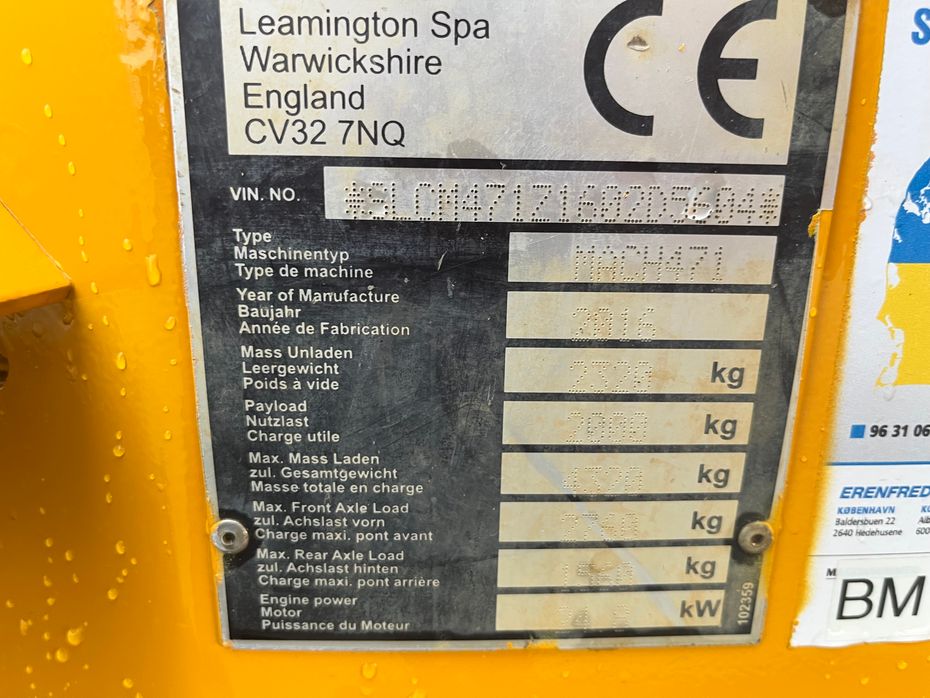 Leamington Spa
Warwickshire
England
CV32 7NQ
CE
VIN. NO. #SLCM471Z1602D5604#
Type
Maschinentyp
Type de machine
MACH471
Year of Manufacture
Baujahr
Année de Fabrication
2016
Mass Unladen
Leergewicht
Poids à vide
2320 kg
Payload
Nutzlast
Charge utile
2000 kg
Max. Mass Laden
zul. Gesamtgewicht
Masse totale en charge
4320 kg
Max. Front Axle Load
zul. Achslast vorn
Charge maxi. pont avant
2760 kg
Max. Rear Axle Load
zul. Achslast hinten
Charge maxi. pont arrière
1560 kg
Engine power
Motor
Puissance du Moteur
kW
102359
S
96 31 06
ERENFRED
KØBENHAVN
Baldersbuen 22
2640 Hedehusene
BM